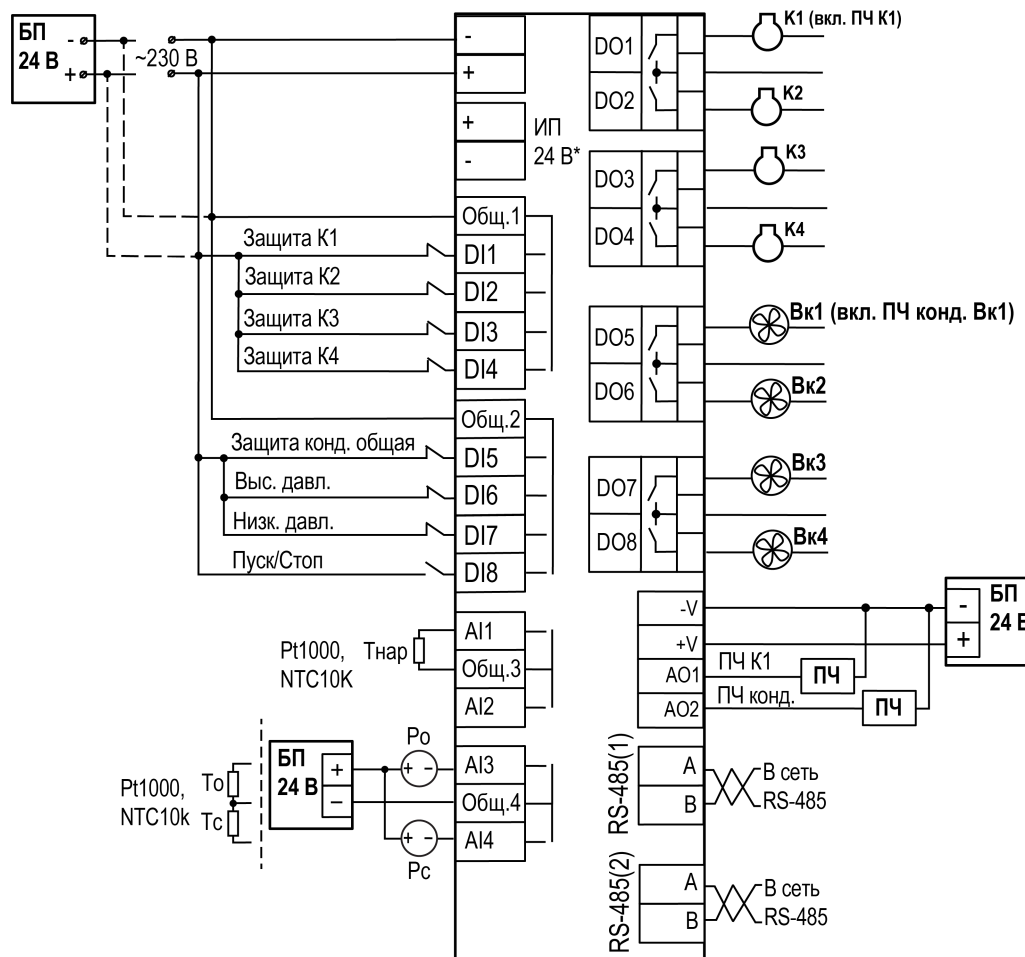 БП
24 В
-
+
~230 В
-
+
+
-
ИП
24 В*
Общ.1
Защита К1
DI1
Защита К2
DI2
Защита К3
DI3
Защита К4
DI4
Общ.2
Защита конд. общая
DI5
Выс. давл.
DI6
Низк. давл.
DI7
Пуск/Стоп
DI8
Pt1000,
NTC10K
Тнар
AI1
Общ.3
AI2
Pt1000,
NTC10k
То
Тс
БП
24 В
+
–
Ро
+ -
AI3
Общ.4
+ -
AI4
Рс
DO1
К1 (вкл. ПЧ К1)
DO2
К2
DO3
К3
DO4
К4
DO5
Вк1 (вкл. ПЧ конд. Вк1)
DO6
Вк2
DO7
Вк3
DO8
Вк4
-V
+V
AO1
ПЧ К1
ПЧ
AO2
ПЧ конд.
ПЧ
-
+
БП
24 В
RS-485(1)
A
B
В сеть
RS-485
RS-485(2)
A
B
В сеть
RS-485